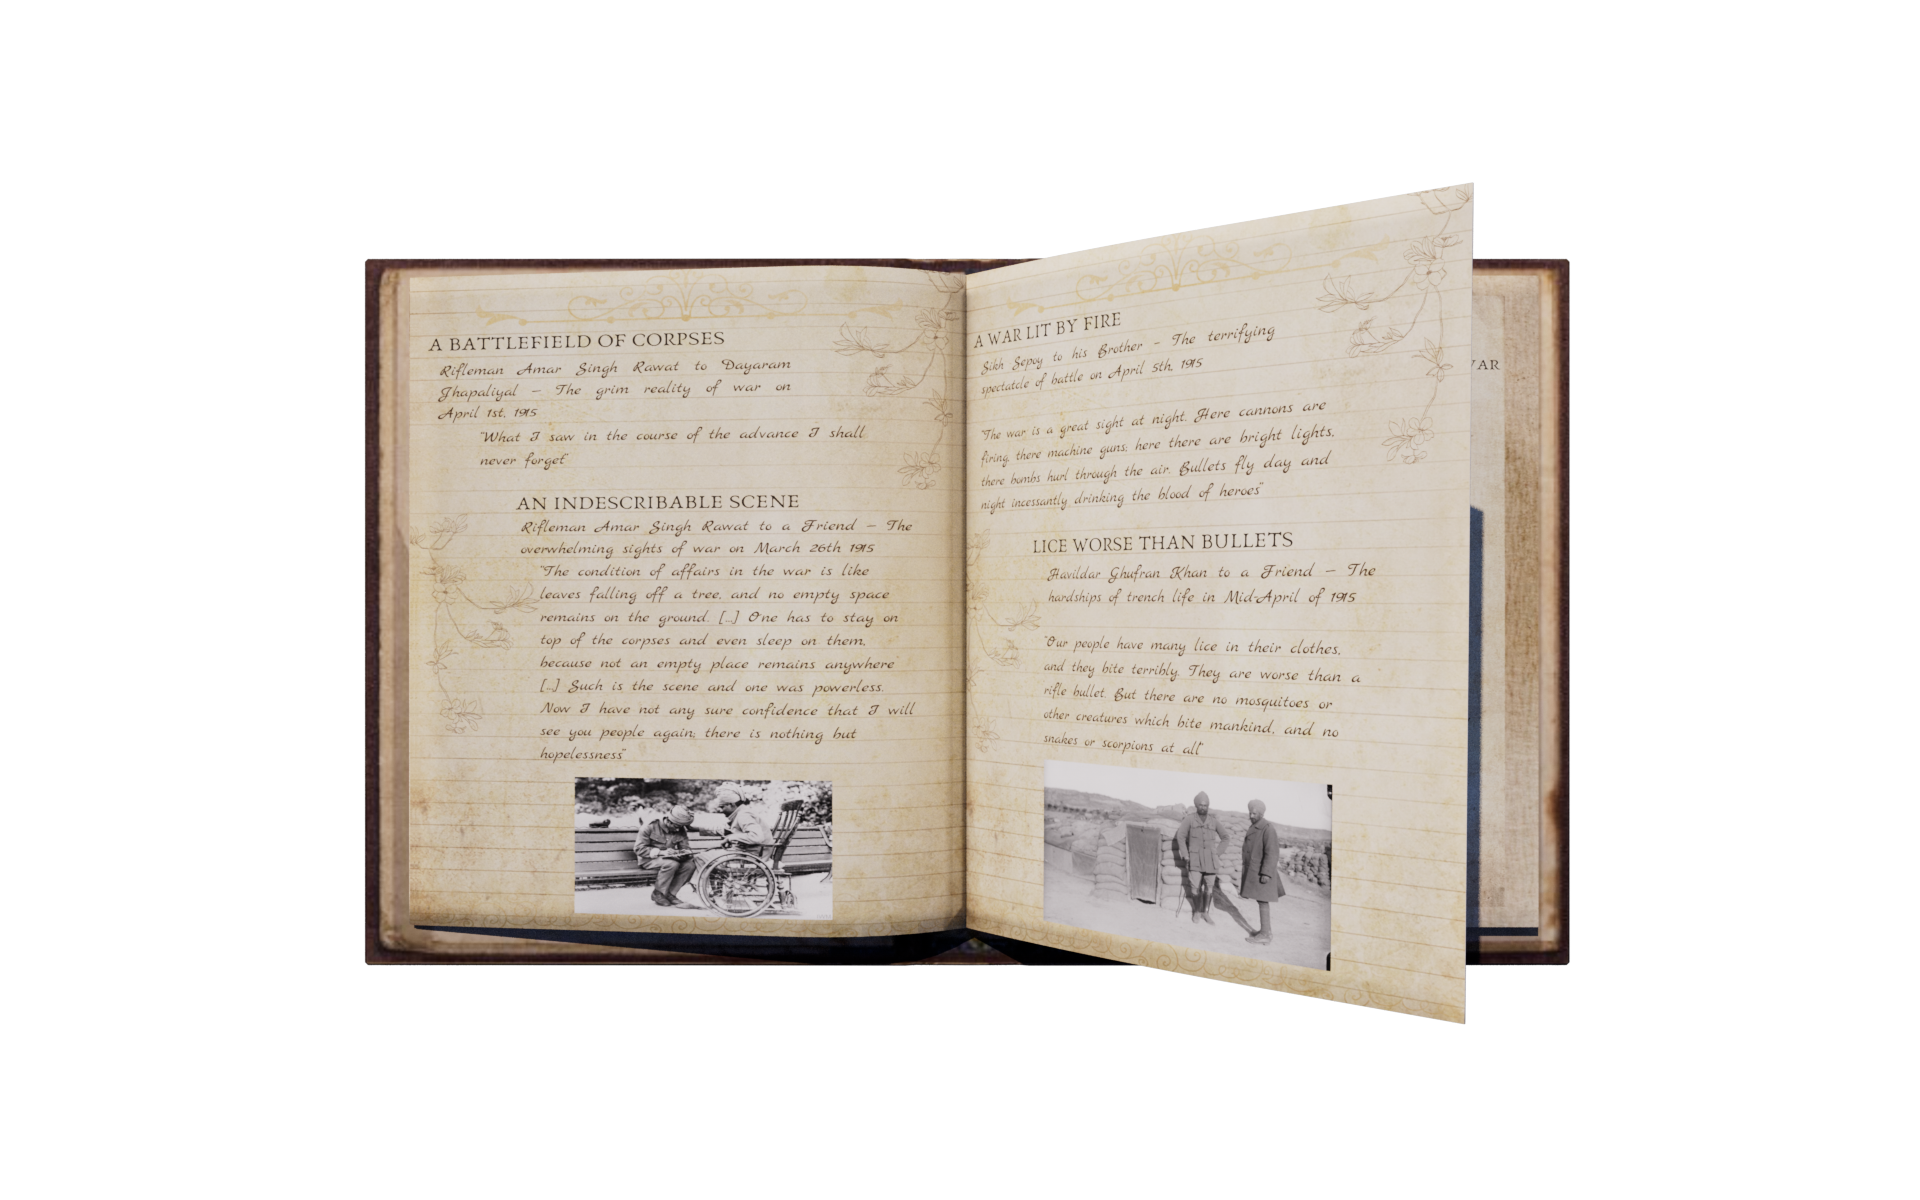 A BATTLEFIELD OF CORPSES
Rifleman Amar Singh Rawat to Dayaram
Jhapaliyal – The grim reality of war on
April 1st, 1915
"What I saw in the course of the advance I shall
never forget"
AN INDESCRIBABLE SCENE
Rifleman Amar Singh Rawat to a Friend – The
overwhelming sights of war on March 26th 1915
"The condition of affairs in the war is like
leaves falling off a tree, and no empty space
remains on the ground. [...] One has to stay on
top of the corpses and even sleep on them,
because not an empty place remains anywhere
[...] Such is the scene and one was powerless.
Now I have not any sure confidence that I will
see you people again; there is nothing but
hopelessness"
A WAR LIT BY FIRE
Sikh Sepoy to his Brother – The terrifying
spectatcle of battle on April 5th, 1915
"The war is a great sight at night. Here cannons are
firing, there machine guns; here there are bright lights,
there bombs hurl through the air. Bullets fly day and
night incessantly drinking the blood of heroes"
LICE WORSE THAN BULLETS
Havildar Ghufran Khan to a Friend – The
hardships of trench life in Mid-April of 1915
"Our people have many lice in their clothes,
and they bite terribly. They are worse than a
rifle bullet. But there are no mosquitoes or
other creatures which bite mankind, and no
snakes or scorpions at all"
WAR